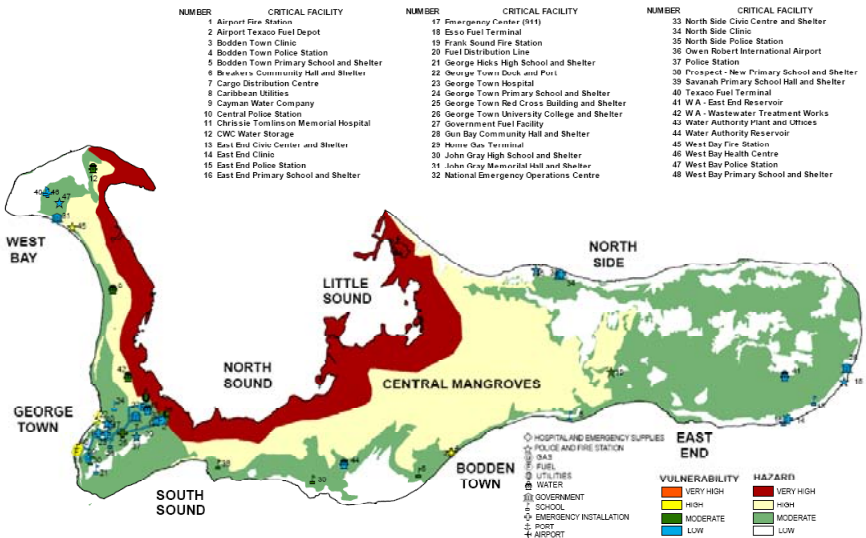 NUMBER CRITICAL FACILITY
1 Airport Fire Station
2 Airport Texaco Fuel Depot
3 Bodden Town Clinic
4 Bodden Town Police Station
5 Bodden Town Primary School and Shelter
6 Breakers Community Hall and Shelter
7 Cargo Distribution Centre
8 Caribbean Utilities
9 Cayman Water Company
10 Central Police Station
11 Chrissie Tomlinson Memorial Hospital
12 CWC Water Storage
13 East End Civic Center and Shelter
14 East End Clinic
15 East End Police Station
16 East End Primary School and Shelter
NUMBER CRITICAL FACILITY
17 Emergency Center (911)
18 Esso Fuel Terminal
19 Frank Sound Fire Station
20 Fuel Distribution Line
21 George Hicks High School and Shelter
22 George Town Dock and Port
23 George Town Hospital
24 George Town Primary School and Shelter
25 George Town Red Cross Building and Shelter
26 George Town University College and Shelter
27 Government Fuel Facility
28 Gun Bay Community Hall and Shelter
29 Home Gas Terminal
30 John Gray High School and Shelter
31 John Gray Memorial Hall and Shelter
32 National Emergency Operations Centre
NUMBER CRITICAL FACILITY
33 North Side Civic Centre and Shelter
34 North Side Clinic
35 North Side Police Station
36 Owen Robert International Airport
37 Police Station
38 Prospect - New Primary School and Shelter
39 Savanah Primary School Hall and Shelter
40 Texaco Fuel Terminal
41 WA - East End Reservoir
42 WA - Wastewater Treatment Works
43 Water Authority Plant and Offices
44 Water Authority Reservoir
45 West Bay Fire Station
46 West Bay Health Centre
47 West Bay Police Station
48 West Bay Primary School and Shelter
12
47
WEST
BAY
NORTH
SIDE
34
LITTLE
SOUND
NORTH
SOUND
CENTRAL MANGROVES
42
GEORGE
TOWN
44
EAST
END
BODDEN
TOWN
SOUTH
SOUND
HOSPITAL AND EMERGENCY SUPPLIES
POLICE AND FIRE STATION
GAS
FUEL
UTILITIES
WATER
GOVERNMENT
SCHOOL
EMERGENCY INSTALLATION
PORT
AIRPORT
VULNERABILITY
VERY HIGH
HIGH
MODERATE
LOW
HAZARD
VERY HIGH
HIGH
MODERATE
LOW